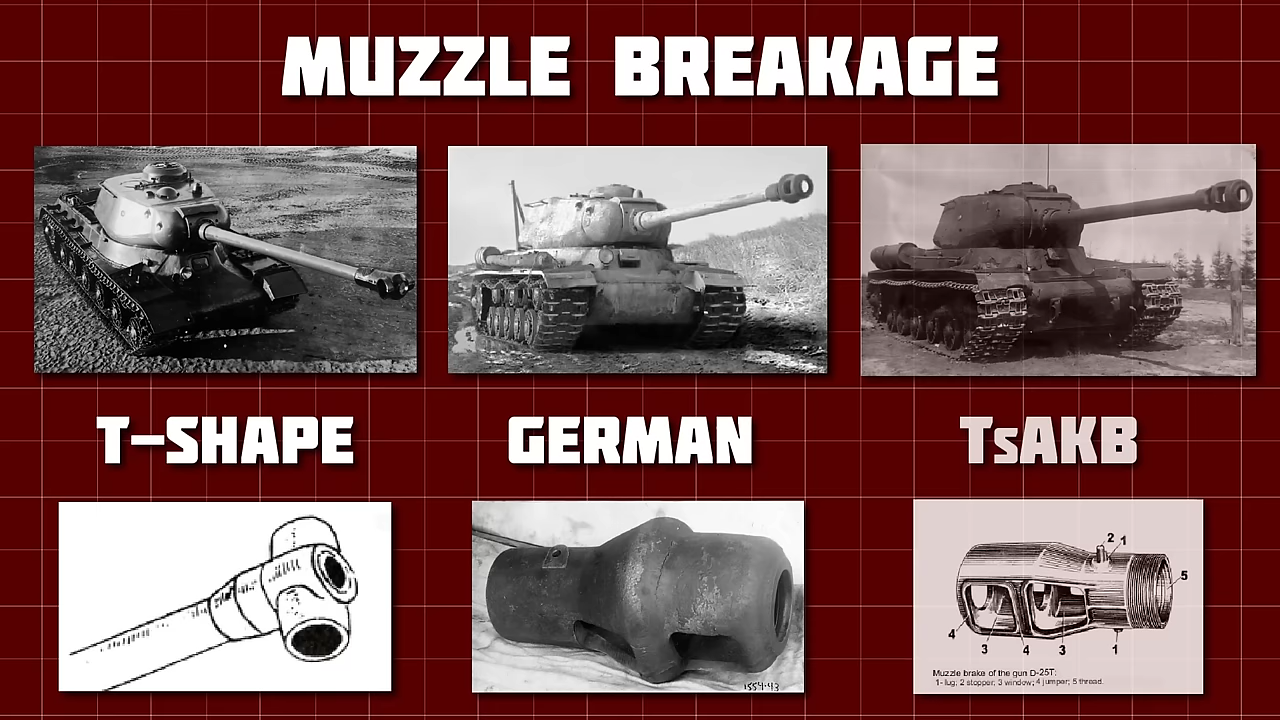 MUZZLE BREAKAGE
T-SHAPE
GERMAN
TsAKB
1554-43
2
1
5
4
3
4
3
1
Muzzle brake of the gun D-25T:
1- lug; 2 stopper; 3 window; 4 jumper; 5 thread.